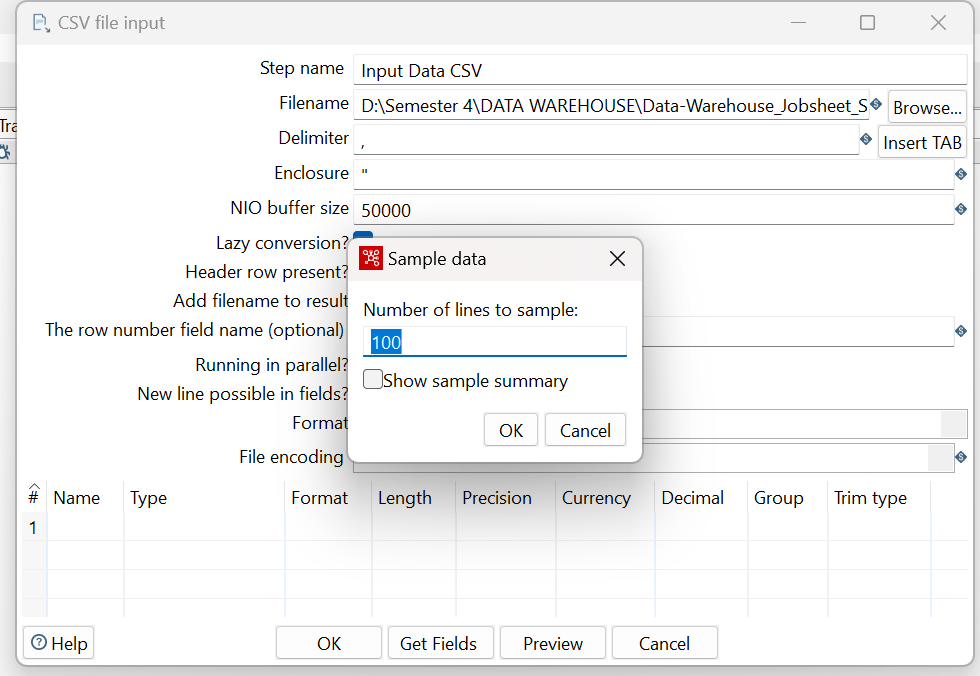 CSV file input
Step name Input Data CSV
Filename D:\Semester 4\DATA WAREHOUSE\Data-Warehouse_Jobsheet_S Browse...
Tra
Delimiter , Insert TAB
Enclosure "
NIO buffer size 50000
Lazy conversion?
Sample data
Header row present?
Add filename to result
Number of lines to sample:
The row number field name (optional)
100
Running in parallel?
Show sample summary
New line possible in fields?
Format
OK Cancel
File encoding
# Name Type Format Length Precision Currency Decimal Group Trim type
1
Help OK Get Fields Preview Cancel